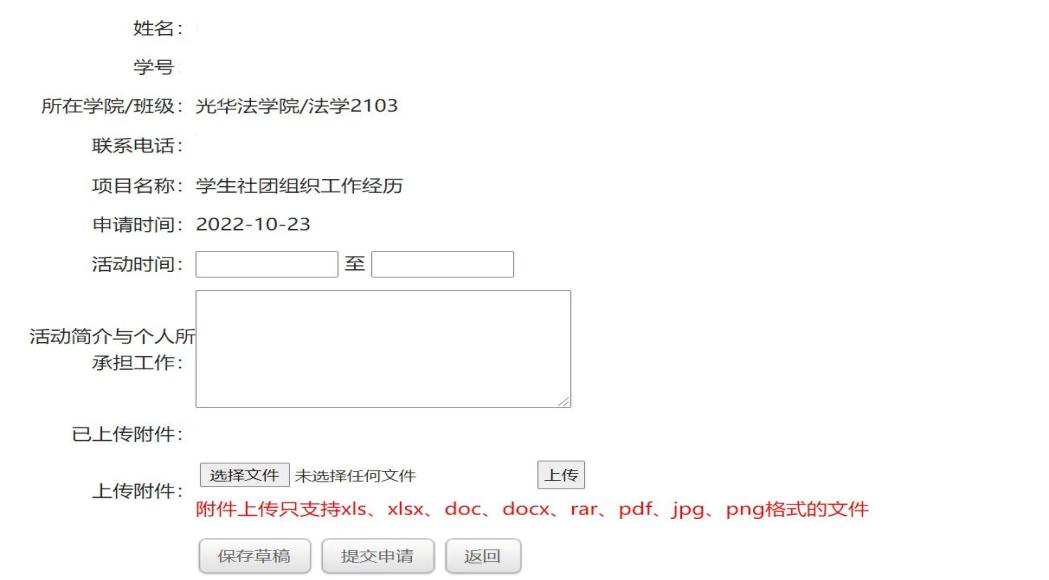 姓名：
学号
所在学院/班级：光华法学院/法学2103
联系电话：
项目名称：学生社团组织工作经历
申请时间：2022-10-23
活动时间： 至
活动简介与个人所
承担工作：
已上传附件：
选择文件 未选择任何文件 上传
上传附件：
附件上传只支持xls、xlsx、doc、docx、rar、pdf、jpg、png格式的文件
保存草稿 提交申请 返回